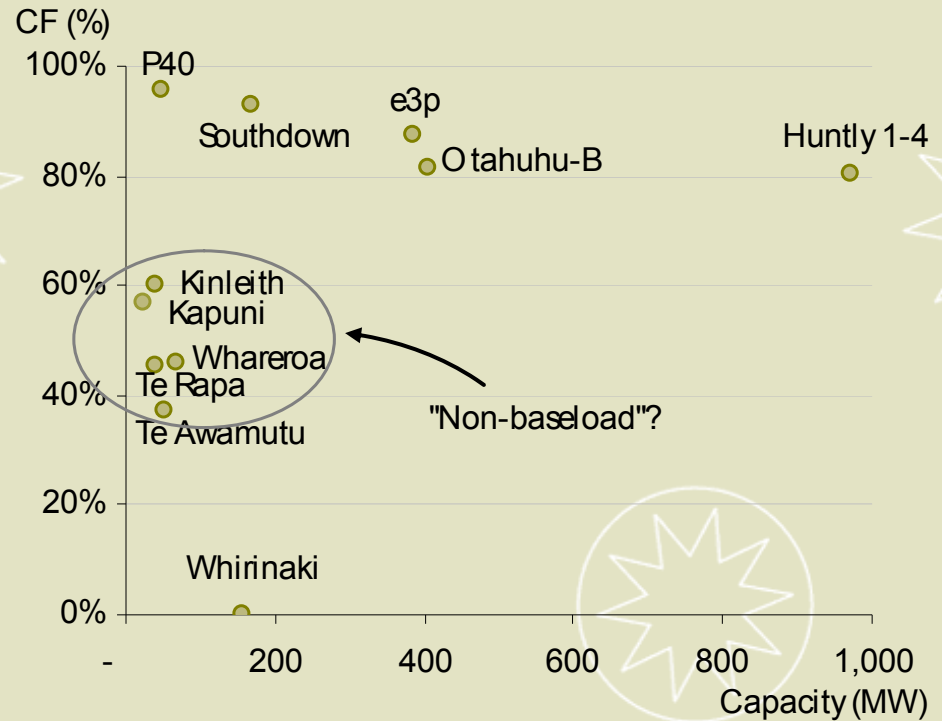 CF (%)
100%
P40
e3p
Southdown
Huntly 1-4
Otahuhu-B
80%
60%
Kinleith
Kapuni
Whareroa
Te Rapa
40%
"Non-baseload"?
Te Awamutu
20%
Whirinaki
0%
- 200 400 600 800 1,000
Capacity (MW)